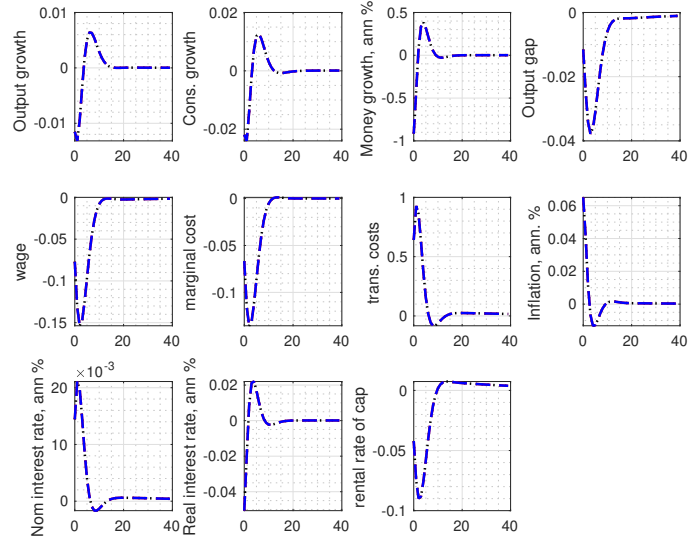 Output growth
0.01
0
-0.01
0 20 40
Cons. growth
0.02
0
-0.02
0 20 40
Money growth, ann %
0.5
0
-0.5
-1
0 20 40
Output gap
0
-0.02
-0.04
0 20 40
wage
0
-0.05
-0.1
-0.15
0 20 40
marginal cost
0
-0.05
-0.1
0 20 40
trans. costs
1
0.5
0
0 20 40
Inflation, ann. %
0.06
0.04
0.02
0
0 20 40
Nom interest rate, ann %
×10⁻³
20
10
0
0 20 40
Real interest rate, ann %
0.02
0
-0.02
-0.04
0 20 40
rental rate of cap
0
-0.05
-0.1
0 20 40